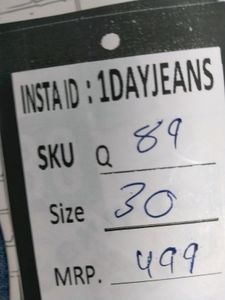 INSTA ID : 1DAYJEANS
SKU Q 89
Size 30
MRP. 499